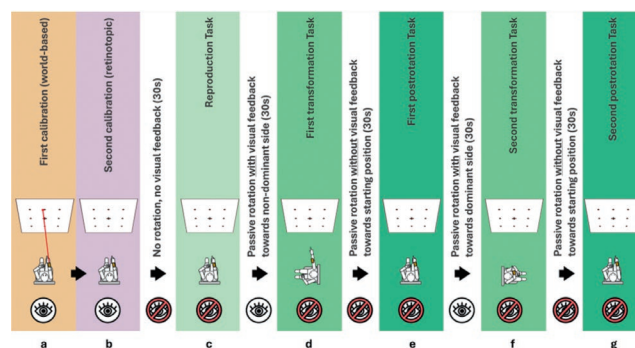 First calibration (world-based)
Second calibration (retinotopic)
No rotation, no visual feedback (30s)
Reproduction Task
Passive rotation with visual feedback
towards non-dominant side (30s)
First transformation Task
Passive rotation without visual feedback
towards starting position (30s)
First postrotation Task
Passive rotation with visual feedback
towards dominant side (30s)
Second transformation Task
Passive rotation without visual feedback
towards starting position (30s)
Second postrotation Task
a
b
c
d
e
f
g